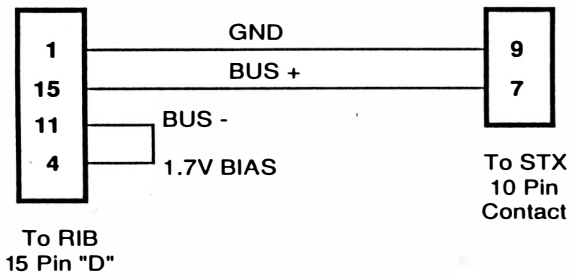 GND
1
9
BUS +
15
7
11
BUS -
4
1.7V BIAS
To STX
10 Pin
Contact
To RIB
15 Pin "D"